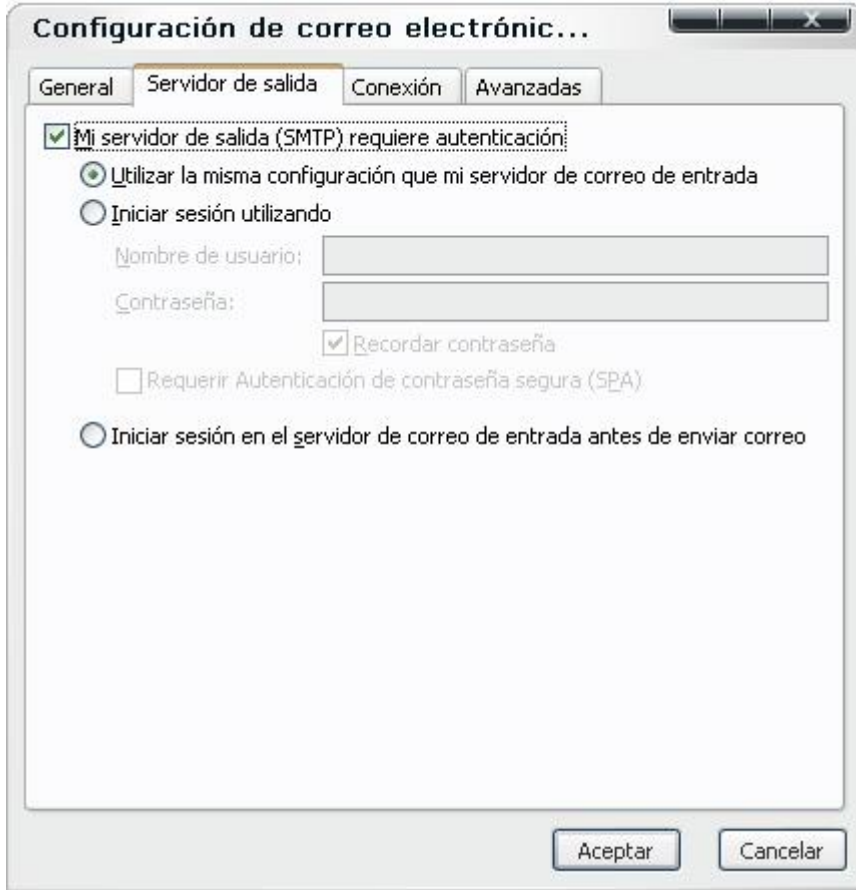 Configuración de correo electrónic...
General Servidor de salida Conexión Avanzadas
Mi servidor de salida (SMTP) requiere autenticación
Utilizar la misma configuración que mi servidor de correo de entrada
Iniciar sesión utilizando
Nombre de usuario:
Contraseña:
Recordar contraseña
Requerir Autenticación de contraseña segura (SPA)
Iniciar sesión en el servidor de correo de entrada antes de enviar correo
Aceptar Cancelar